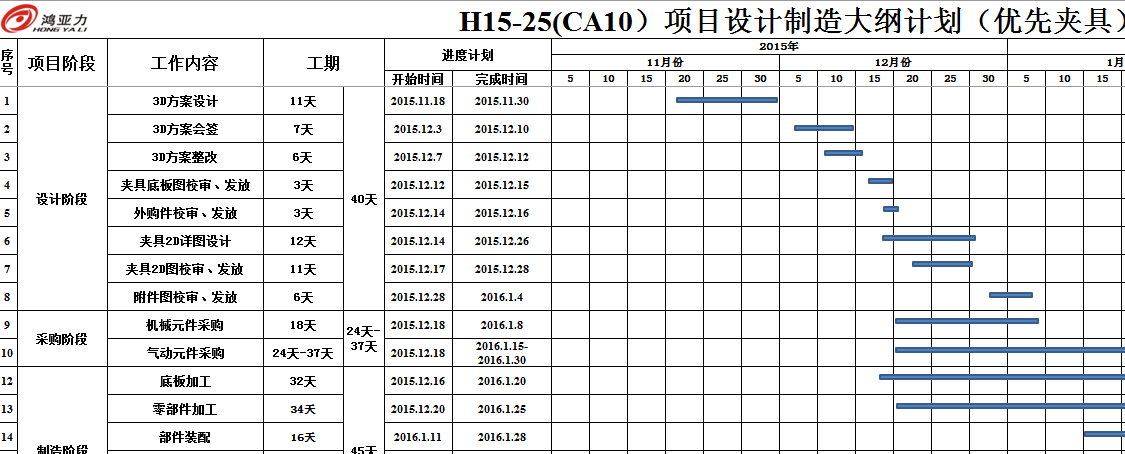 鸿亚力
HONG YA LI
H15-25(CA10）项目设计制造大纲计划（优先夹具）
序号 项目阶段 工作内容 工期 进度计划 2015年
11月份 12月份 1月
开始时间 完成时间 5 10 15 20 25 30 5 10 15 20 25 30 5 10 15
1 3D方案设计 11天 2015.11.18 2015.11.30
2 3D方案会签 7天 2015.12.3 2015.12.10
3 3D方案整改 6天 2015.12.7 2015.12.12
4 夹具底板图校审、发放 3天 2015.12.12 2015.12.15
设计阶段 40天
5 外购件校审、发放 3天 2015.12.14 2015.12.16
6 夹具2D详图设计 12天 2015.12.14 2015.12.26
7 夹具2D图校审、发放 11天 2015.12.17 2015.12.28
8 附件图校审、发放 6天 2015.12.28 2016.1.4
9 机械元件采购 18天 2015.12.18 2016.1.8
采购阶段 24天-37天
10 气动元件采购 24天-37天 2015.12.18 2016.1.15-2016.1.30
12 底板加工 32天 2015.12.16 2016.1.20
13 零部件加工 34天 2015.12.20 2016.1.25
14 部件装配 16天 2016.1.11 2016.1.28
制造阶段 45天